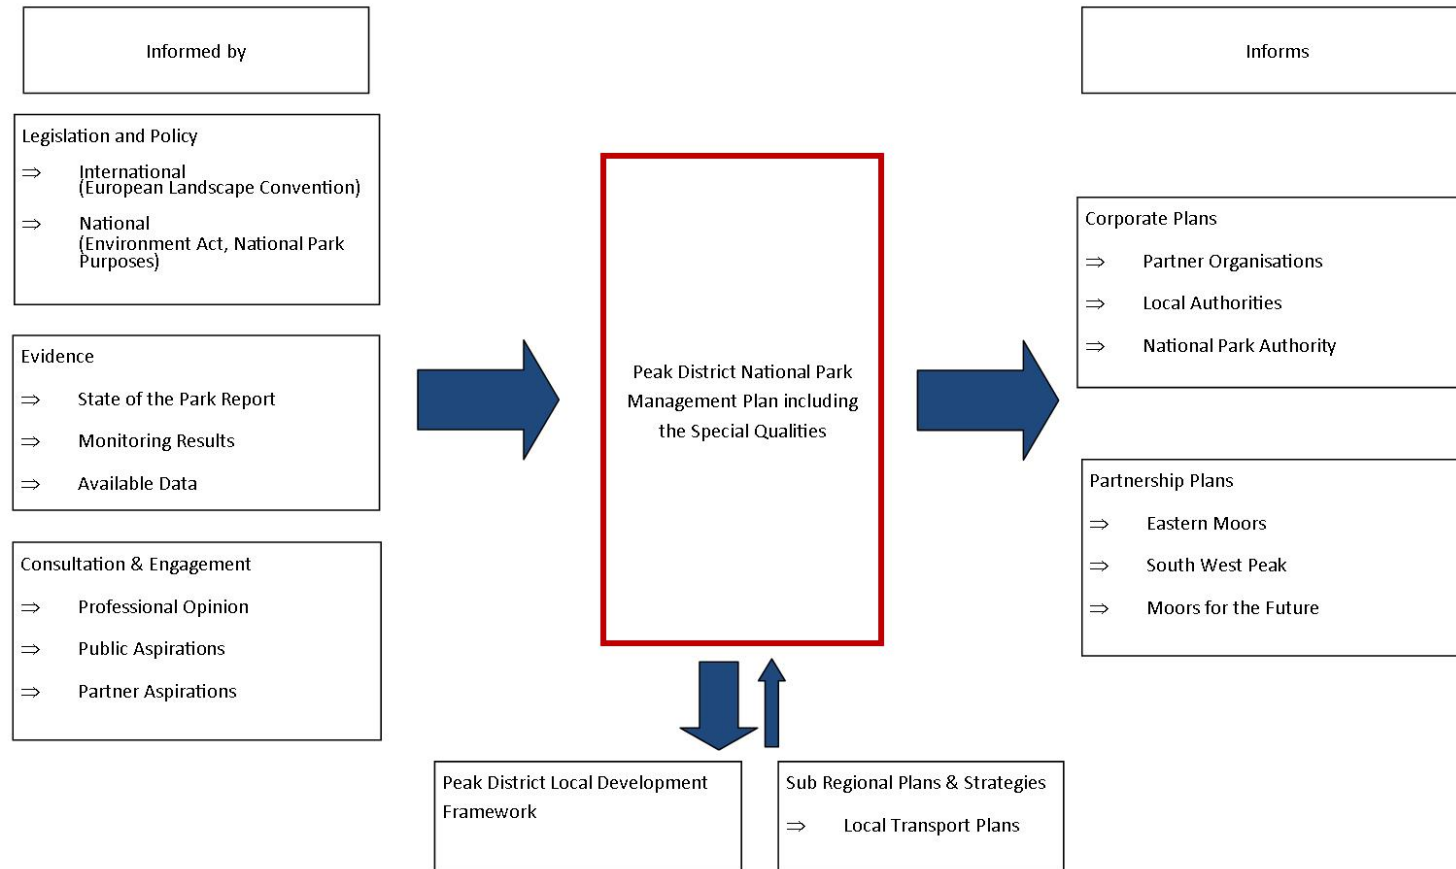 Informed by
Informs
Legislation and Policy
⇒ International
(European Landscape Convention)
⇒ National
(Environment Act, National Park
Purposes)
Evidence
⇒ State of the Park Report
⇒ Monitoring Results
⇒ Available Data
Consultation & Engagement
⇒ Professional Opinion
⇒ Public Aspirations
⇒ Partner Aspirations
Peak District National Park
Management Plan including
the Special Qualities
Corporate Plans
⇒ Partner Organisations
⇒ Local Authorities
⇒ National Park Authority
Partnership Plans
⇒ Eastern Moors
⇒ South West Peak
⇒ Moors for the Future
Peak District Local Development
Framework
Sub Regional Plans & Strategies
⇒ Local Transport Plans